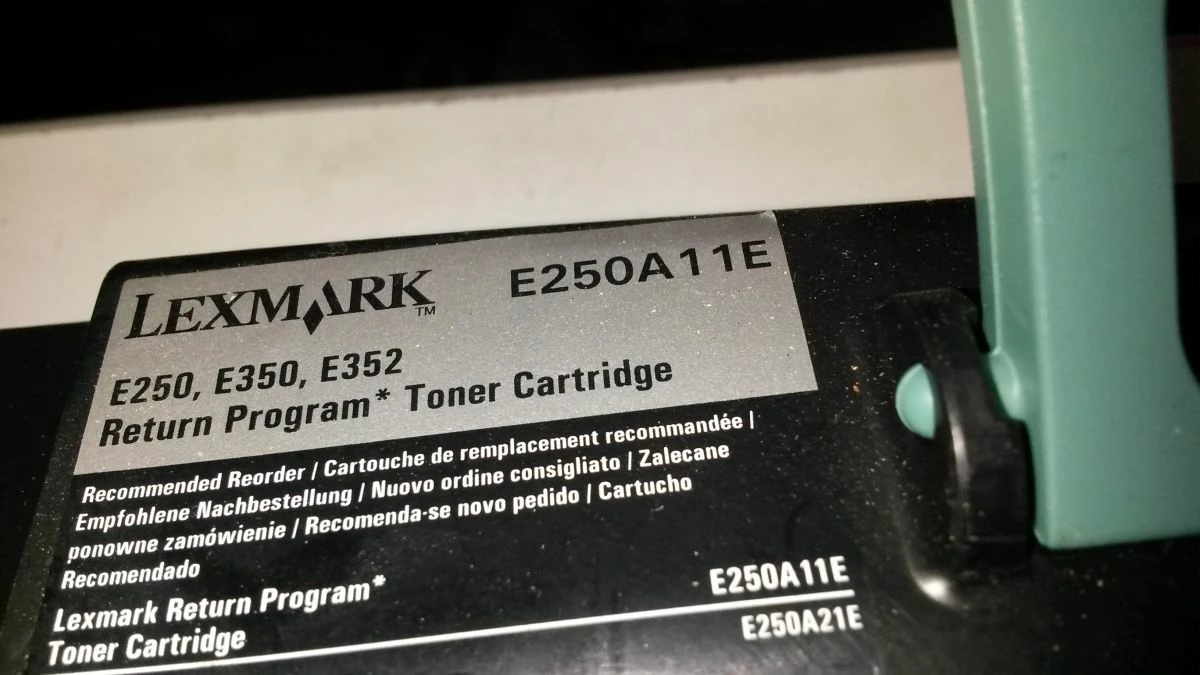 LEXMARK™ E250A11E
E250, E350, E352
Return Program* Toner Cartridge
Recommended Reorder / Cartouche de remplacement recommandée /
Empfohlene Nachbestellung / Nuovo ordine consigliato / Zalecane
ponowne zamówienie / Recomenda-se novo pedido / Cartucho
Recomendado
Lexmark Return Program* E250A11E
Toner Cartridge E250A21E